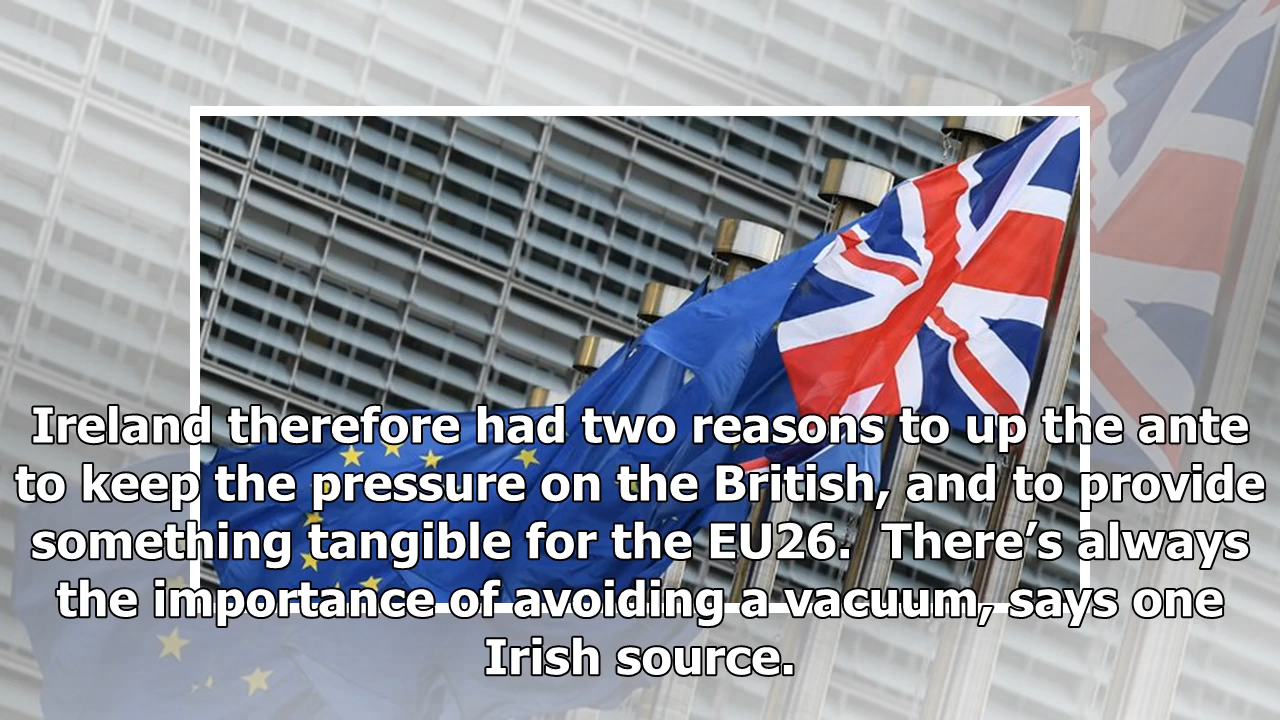 Ireland therefore had two reasons to up the ante
to keep the pressure on the British, and to provide
something tangible for the EU26.  There’s always
the importance of avoiding a vacuum, says one
Irish source.